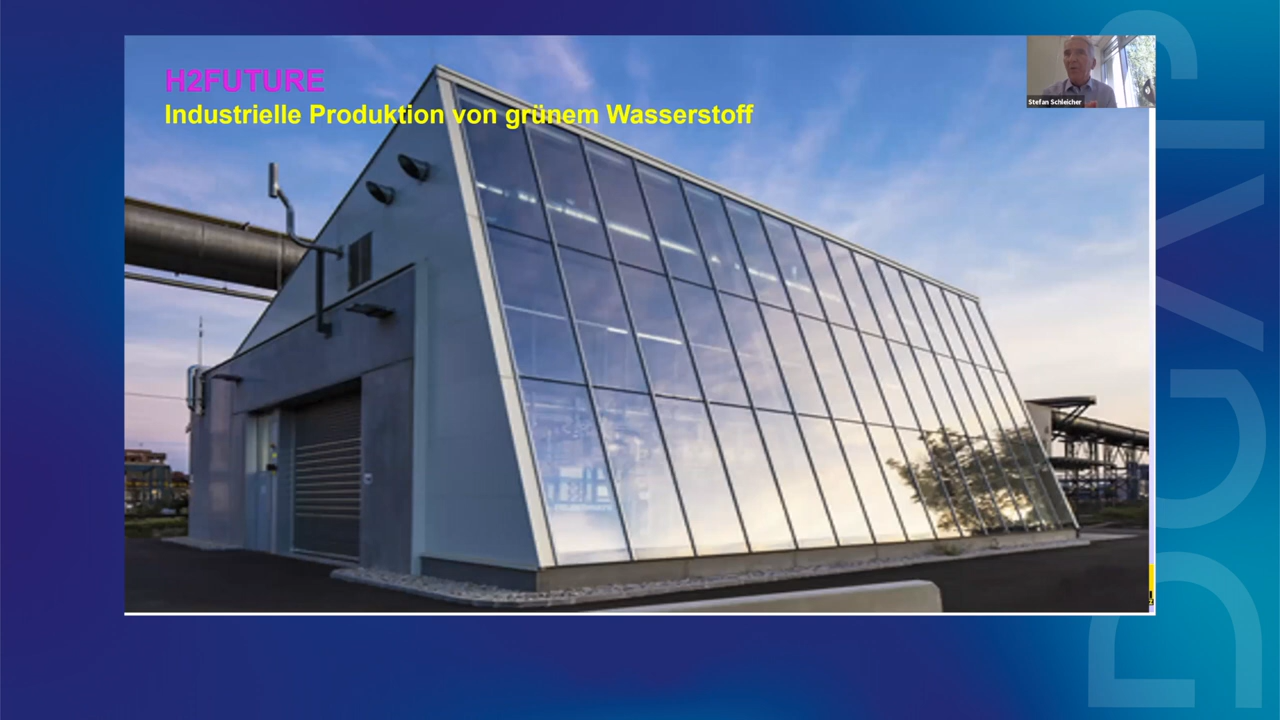 H2FUTURE
Industrielle Produktion von grünem Wasserstoff
Stefan Schleicher